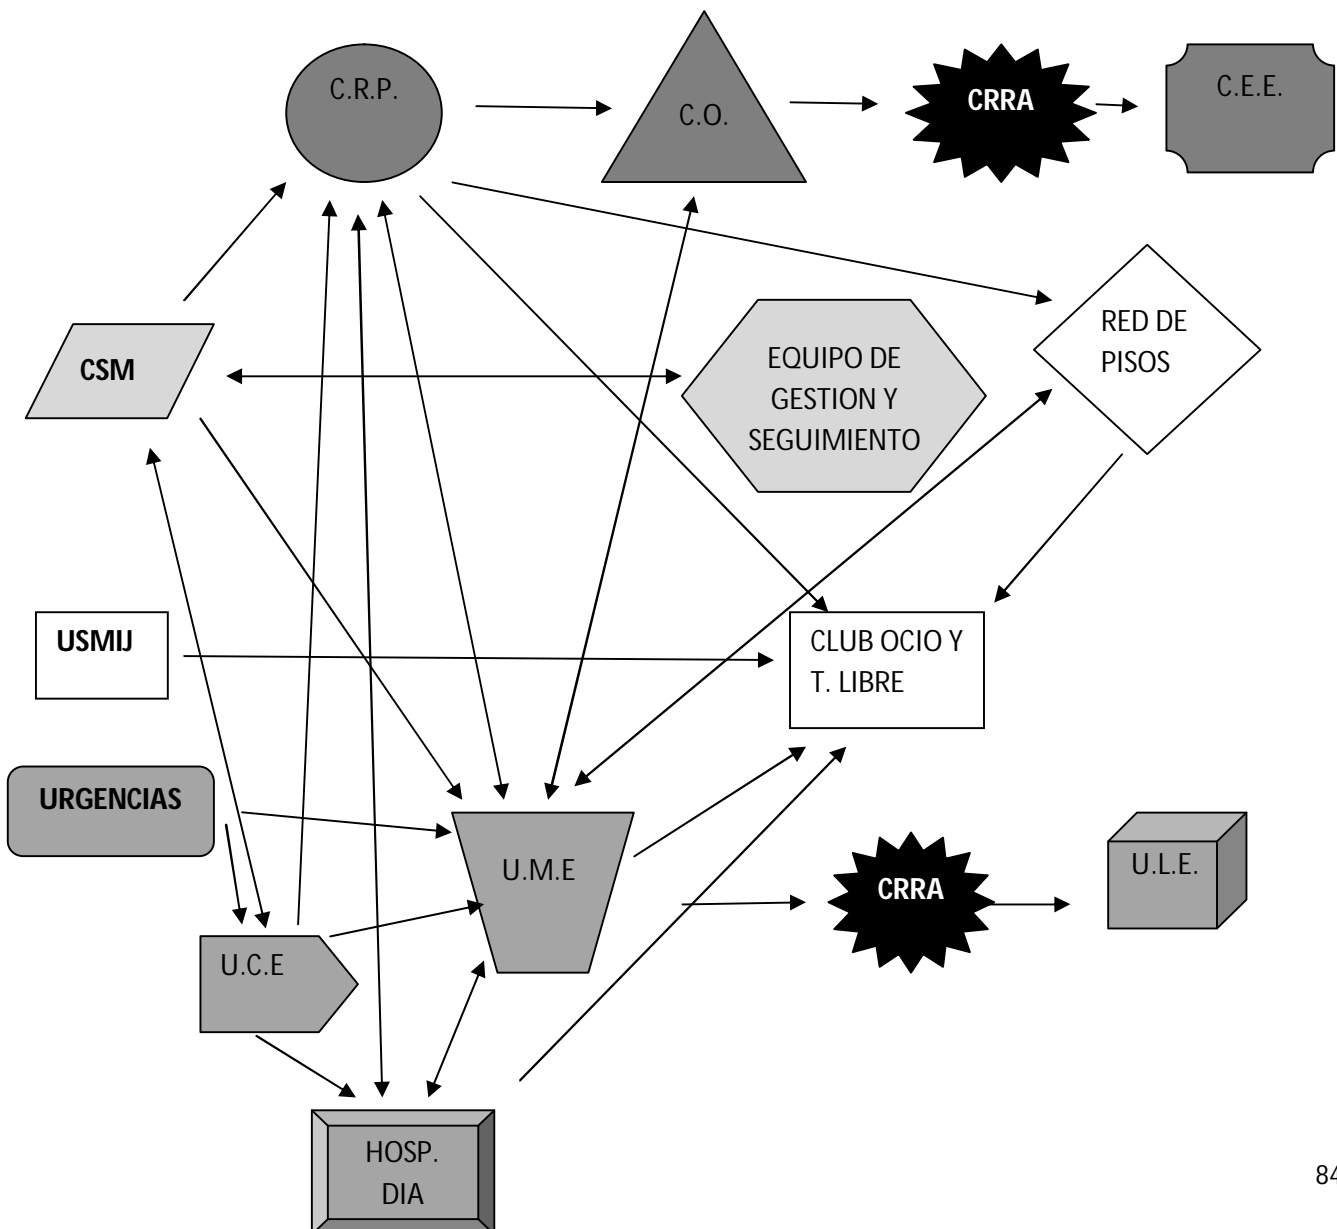 C.R.P.
C.O.
CRRA
C.E.E.
CSM
EQUIPO DE
GESTION Y
SEGUIMIENTO
RED DE
PISOS
USMIJ
CLUB OCIO Y
T. LIBRE
URGENCIAS
U.M.E
CRRA
U.L.E.
U.C.E
HOSP.
DIA
84